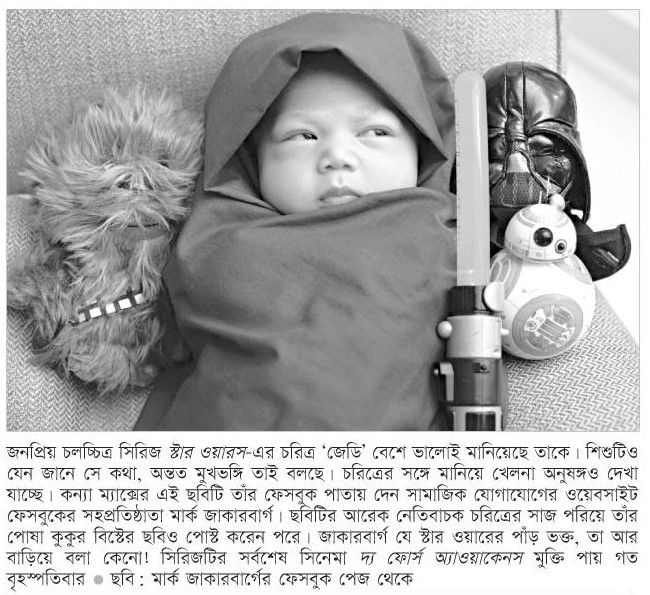 জনপ্রিয় চলচ্চিত্র সিরিজ স্টার ওয়ারস-এর চরিত্র ‘জেডি’ বেশে ভালোই মানিয়েছে তাকে। শিশুটিও
যেন জানে সে কথা, অন্তত মুখভঙ্গি তাই বলছে। চরিত্রের সঙ্গে মানিয়ে খেলনা অনুষঙ্গও দেখা
যাচ্ছে। কন্যা ম্যাক্সের এই ছবিটি তাঁর ফেসবুক পাতায় দেন সামাজিক যোগাযোগের ওয়েবসাইট
ফেসবুকের সহপ্রতিষ্ঠাতা মার্ক জাকারবার্গ। ছবিটির আরেক নেতিবাচক চরিত্রের সাজ পরিয়ে তাঁর
পোষা কুকুর বিস্টের ছবিও পোস্ট করেন পরে। জাকারবার্গ যে স্টার ওয়ারের পাঁড় ভক্ত, তা আর
বাড়িয়ে বলা কেনো! সিরিজটির সর্বশেষ সিনেমা দ্য ফোর্স অ্যাওয়াকেনস মুক্তি পায় গত
বৃহস্পতিবার ● ছবি : মার্ক জাকারবার্গের ফেসবুক পেজ থেকে